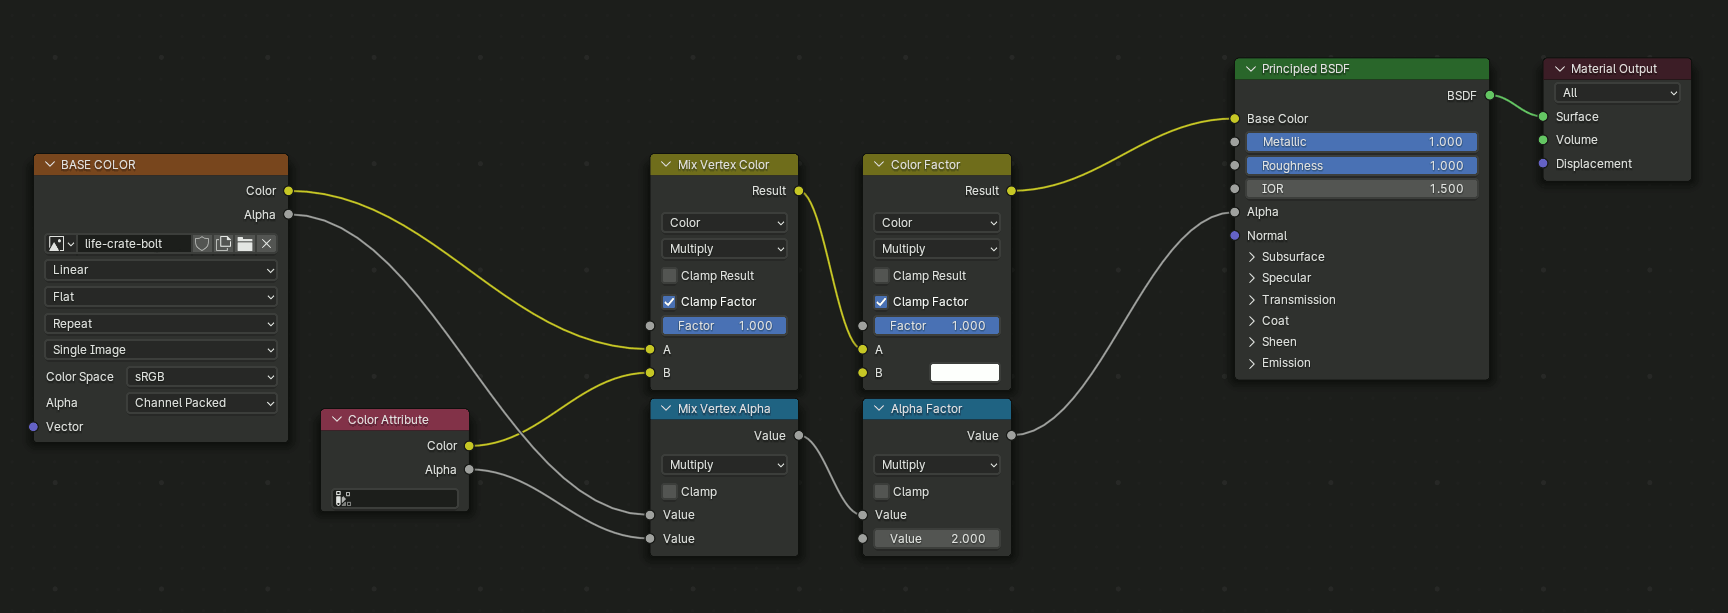 BASE COLOR
Color
Alpha
life-crate-bolt
Linear
Flat
Repeat
Single Image
Color Space sRGB
Alpha Channel Packed
Vector
Color Attribute
Color
Alpha
Mix Vertex Color
Result
Color
Multiply
Clamp Result
Clamp Factor
Factor 1.000
A
B
Mix Vertex Alpha
Value
Multiply
Clamp
Value
Value
Color Factor
Result
Color
Multiply
Clamp Result
Clamp Factor
Factor 1.000
A
B
Alpha Factor
Value
Multiply
Clamp
Value
Value 2.000
Principled BSDF
BSDF
Base Color
Metallic 1.000
Roughness 1.000
IOR 1.500
Alpha
Normal
Subsurface
Specular
Transmission
Coat
Sheen
Emission
Material Output
All
Surface
Volume
Displacement